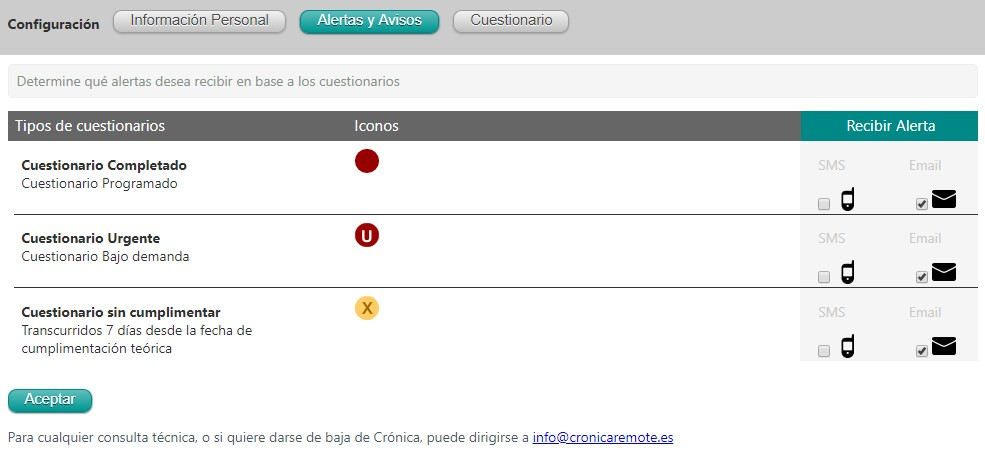 Configuración Información Personal Alertas y Avisos Cuestionario
Determine qué alertas desea recibir en base a los cuestionarios
Tipos de cuestionarios Iconos Recibir Alerta
Cuestionario Completado SMS Email
Cuestionario Programado
Cuestionario Urgente U SMS Email
Cuestionario Bajo demanda
Cuestionario sin cumplimentar X SMS Email
Transcurridos 7 días desde la fecha de
cumplimentación teórica
Aceptar
Para cualquier consulta técnica, o si quiere darse de baja de Crónica, puede dirigirse a info@cronicaremote.es